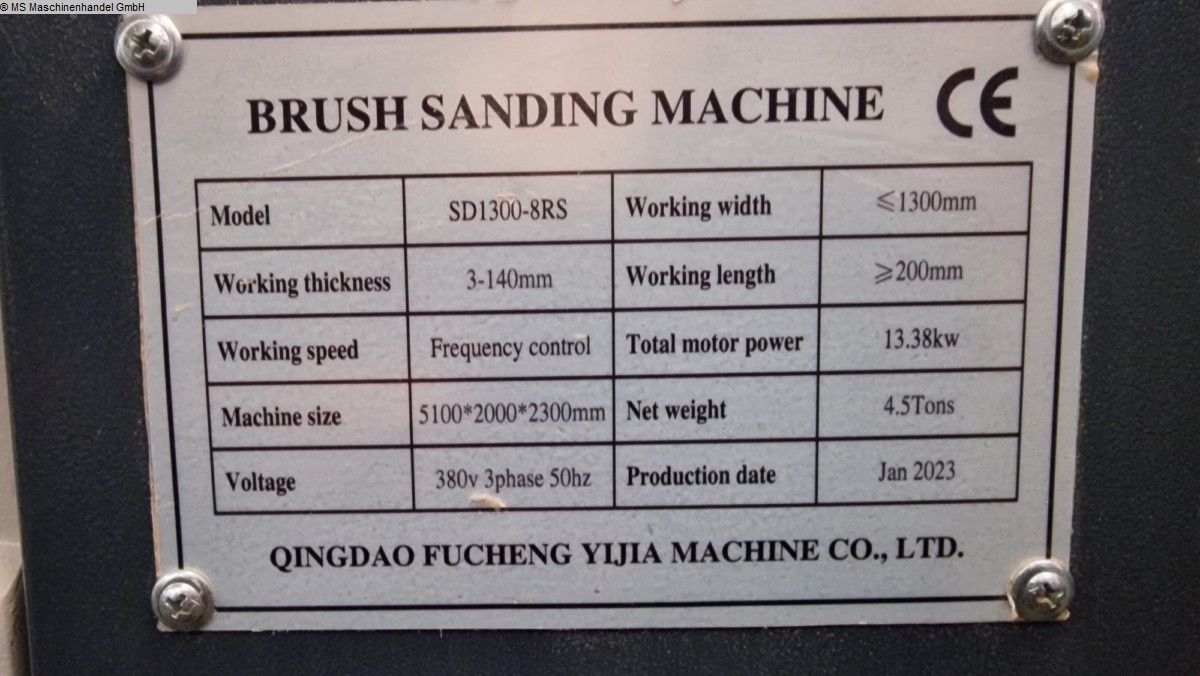 © MS Maschinenhandel GmbH
BRUSH SANDING MACHINE CE
Model SD1300-8RS Working width ≤1300mm
Working thickness 3-140mm Working length ≥200mm
Working speed Frequency control Total motor power 13.38kw
Machine size 5100*2000*2300mm Net weight 4.5Tons
Voltage 380v 3phase 50hz Production date Jan 2023
QINGDAO FUCHENG YIJIA MACHINE CO., LTD.